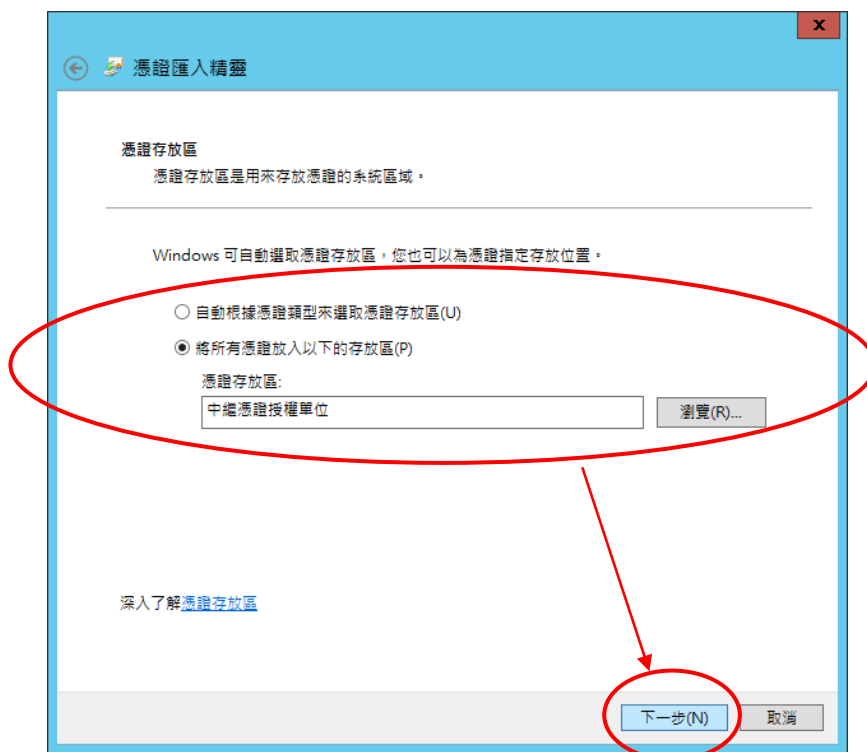 x
憑證匯入精靈
憑證存放區
憑證存放區是用來存放憑證的系統區域。
Windows 可自動選取憑證存放區，您也可以為憑證指定存放位置。
自動根據憑證類型來選取憑證存放區(U)
將所有憑證放入以下的存放區(P)
憑證存放區:
中繼憑證授權單位
瀏覽(R)...
深入了解憑證存放區
下一步(N)
取消